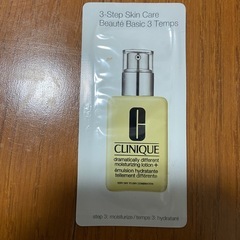 3-Step Skin Care
Beauté Basic 3 Temps
CLINIQUE
dramatically different
moisturizing lotion+
émulsion hydratante
tellement différente
step 3: moisturize / temps 3: hydratant